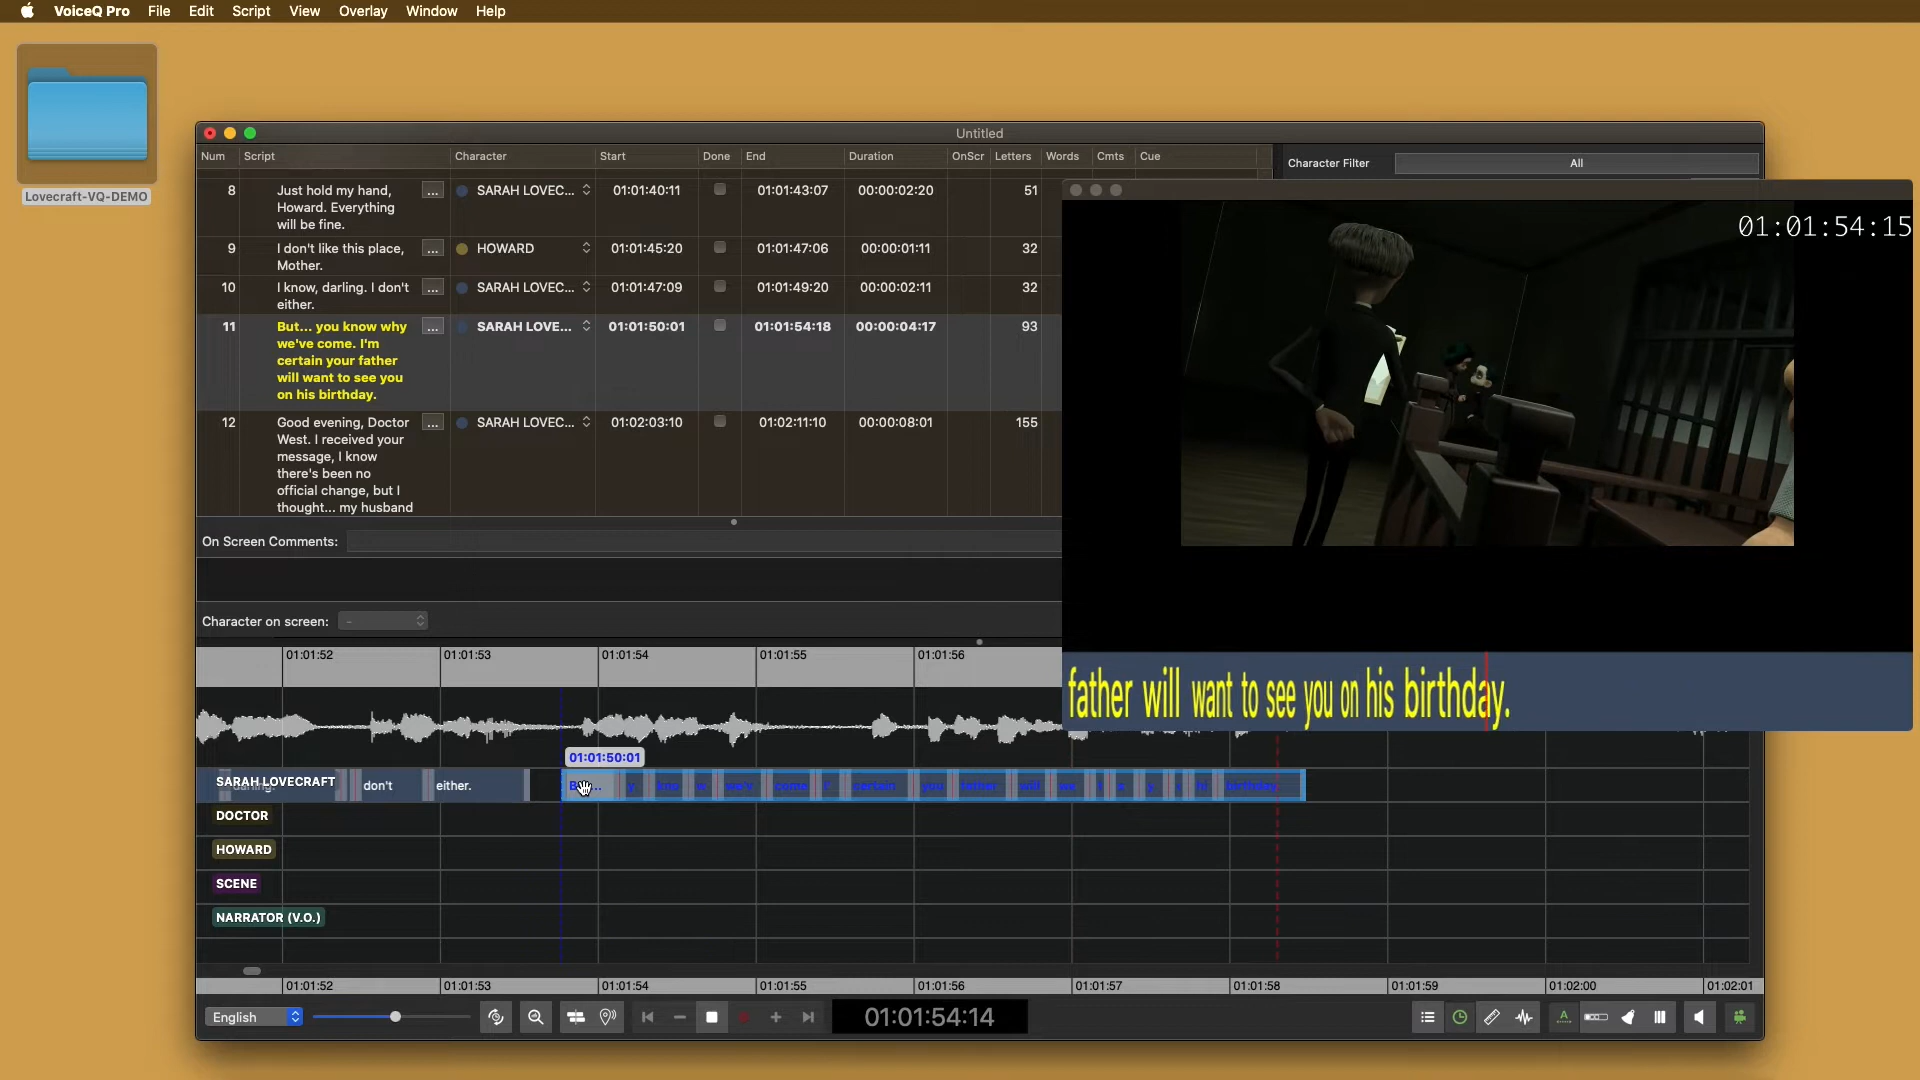 VoiceQ Pro File Edit Script View Overlay Window Help
Lovecraft-VQ-DEMO
Untitled
Num Script Character Start Done End Duration OnScr Letters Words Cmts Cue
Character Filter All
8 Just hold my hand, ... SARAH LOVEC... 01:01:40:11 01:01:43:07 00:00:02:20 51
Howard. Everything
will be fine.
9 I don't like this place, ... HOWARD 01:01:45:20 01:01:47:06 00:00:01:11 32
Mother.
10 I know, darling. I don't ... SARAH LOVEC... 01:01:47:09 01:01:49:20 00:00:02:11 32
either.
11 But... you know why ... SARAH LOVE... 01:01:50:01 01:01:54:18 00:00:04:17 93
we've come. I'm
certain your father
will want to see you
on his birthday.
12 Good evening, Doctor ... SARAH LOVEC... 01:02:03:10 01:02:11:10 00:00:08:01 155
West. I received your
message, I know
there's been no
official change, but I
thought... my husband
01:01:54:15
father will want to see you on his birthday.
On Screen Comments:
Character on screen: -
01:01:52 01:01:53 01:01:54 01:01:55 01:01:56
01:01:50:01
SARAH LOVECRAFT don't either. come certain you father will birthday
DOCTOR
HOWARD
SCENE
NARRATOR (V.O.)
01:01:52 01:01:53 01:01:54 01:01:55 01:01:56 01:01:57 01:01:58 01:01:59 01:02:00 01:02:01
English 01:01:54:14